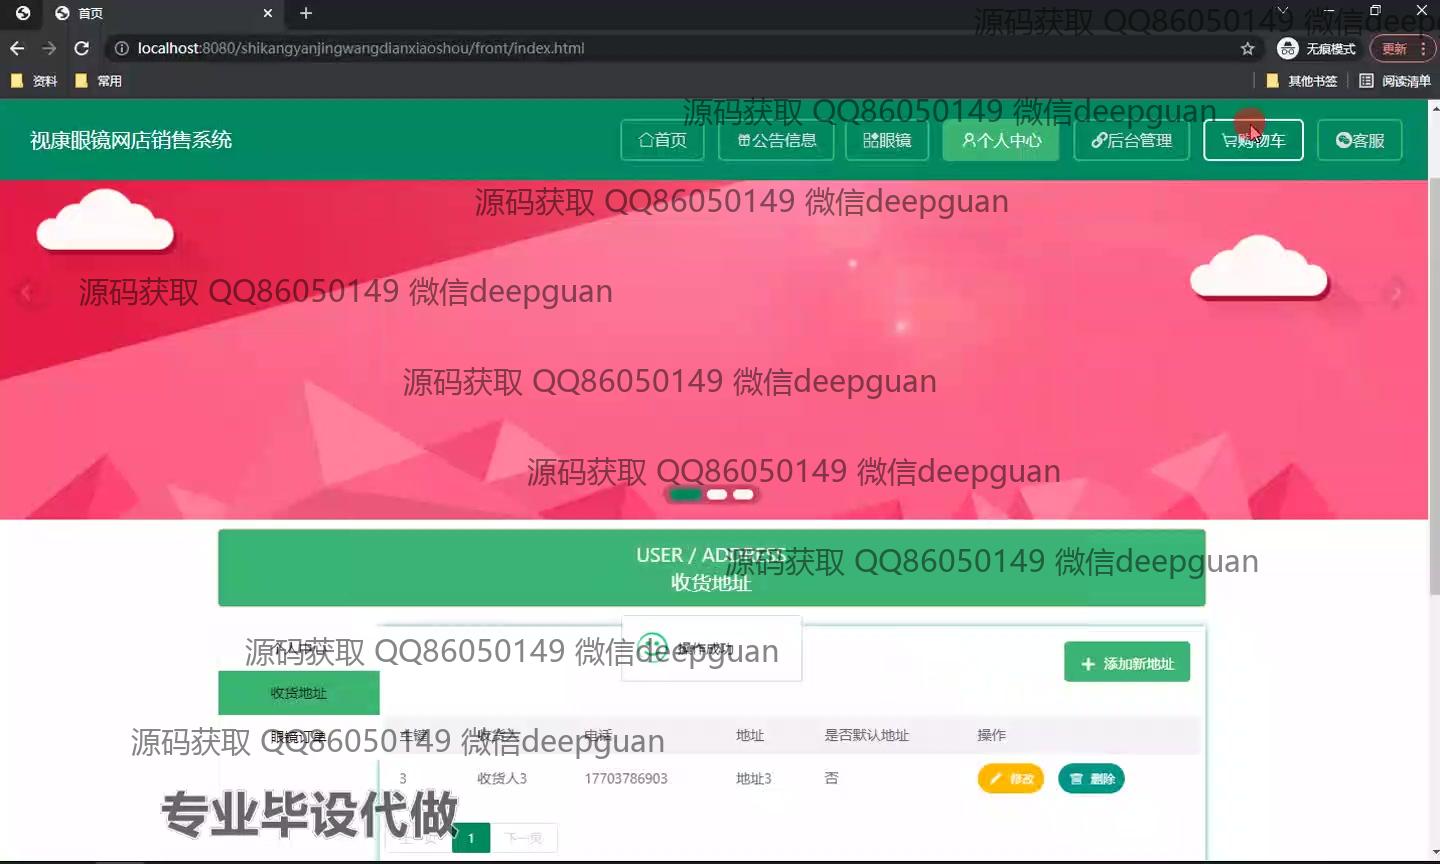 首页
源码获取 QQ86050149 微信deep
localhost:8080/shikangyanjingwangdianxiaoshou/front/index.html
无痕模式
更新
资料
常用
其他书签
阅读清单
源码获取 QQ86050149 微信deepguan
视康眼镜网店销售系统
首页
公告信息
眼镜
个人中心
后台管理
购物车
客服
源码获取 QQ86050149 微信deepguan
源码获取 QQ86050149 微信deepguan
源码获取 QQ86050149 微信deepguan
源码获取 QQ86050149 微信deepguan
USER / ADDRESS
源码获取 QQ86050149 微信deepguan
收货地址
个人中心
操作成功
源码获取 QQ86050149 微信deepguan
添加新地址
收货地址
眼镜订单
主键 收货人 电话 地址 是否默认地址 操作
源码获取 QQ86050149 微信deepguan
3 收货人3 17703786903 地址3 否 修改 删除
专业毕设代做
上一页 1 下一页